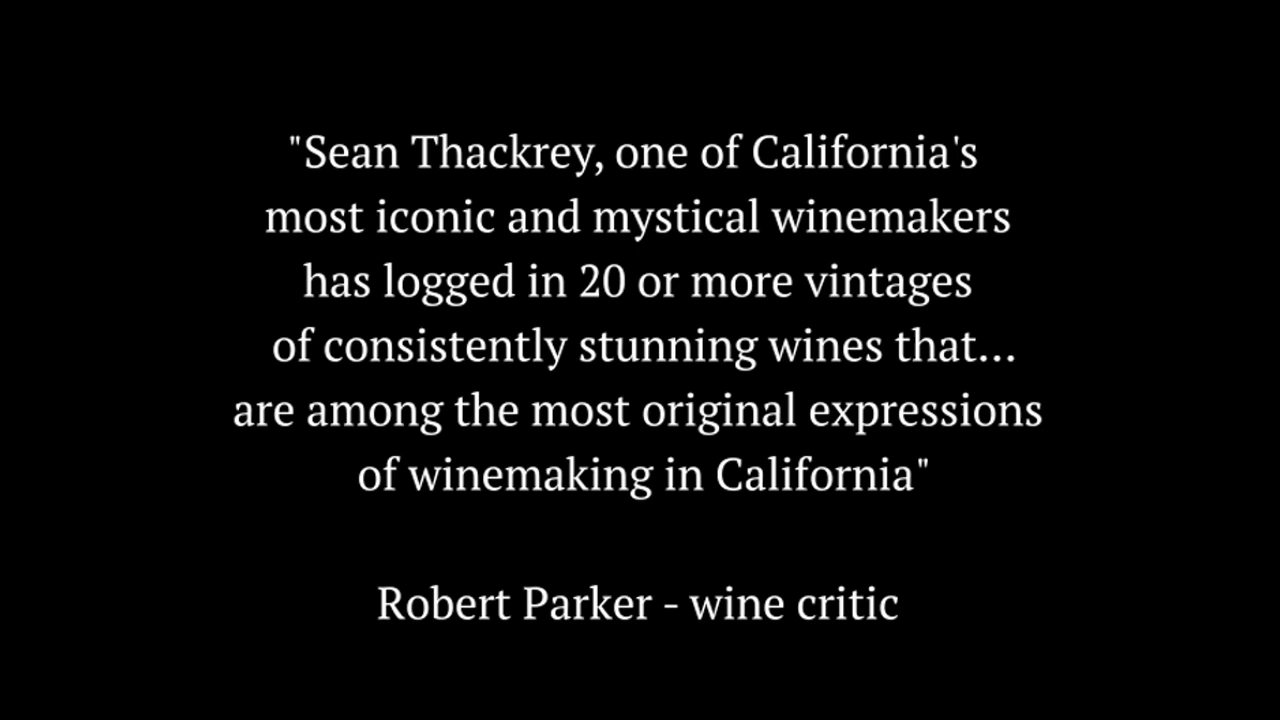 "Sean Thackrey, one of California's
most iconic and mystical winemakers
has logged in 20 or more vintages
of consistently stunning wines that...
are among the most original expressions
of winemaking in California"
Robert Parker - wine critic